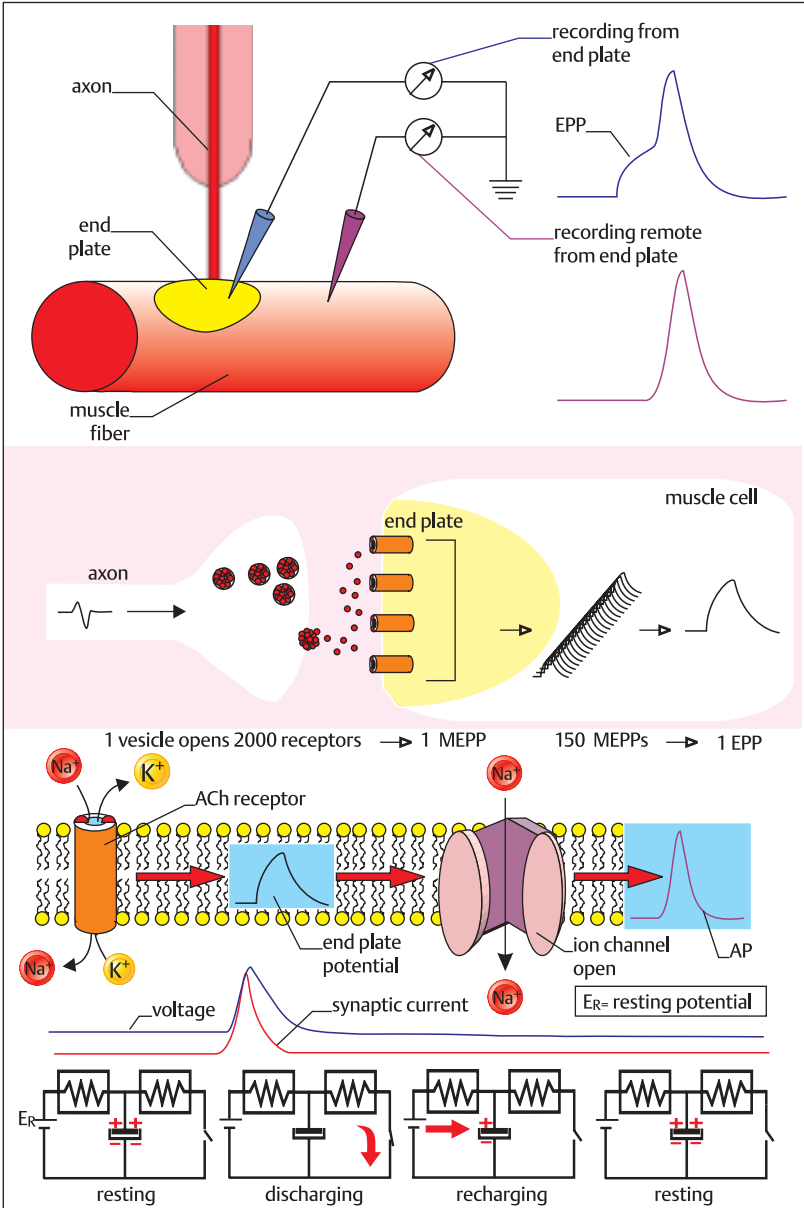 recording from
end plate
axon
EPP
end
plate
recording remote
from end plate
muscle
fiber
muscle cell
end plate
axon
1 vesicle opens 2000 receptors
1 MEPP
150 MEPPs
1 EPP
Na+
K+
Na+
ACh receptor
end plate
potential
ion channel
open
AP
Na+
K+
Na+
voltage
synaptic current
ER= resting potential
ER
+ +
– –
+
–
+ +
– –
resting
discharging
recharging
resting